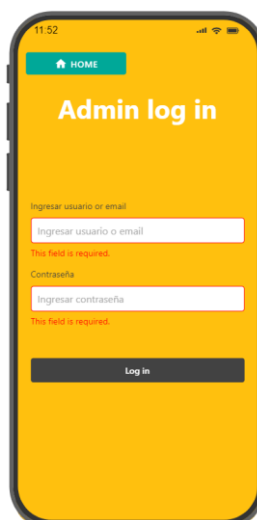 11:52
HOME
Admin log in
Ingresar usuario or email
Ingresar usuario o email
This field is required.
Contraseña
Ingresar contraseña
This field is required.
Log in